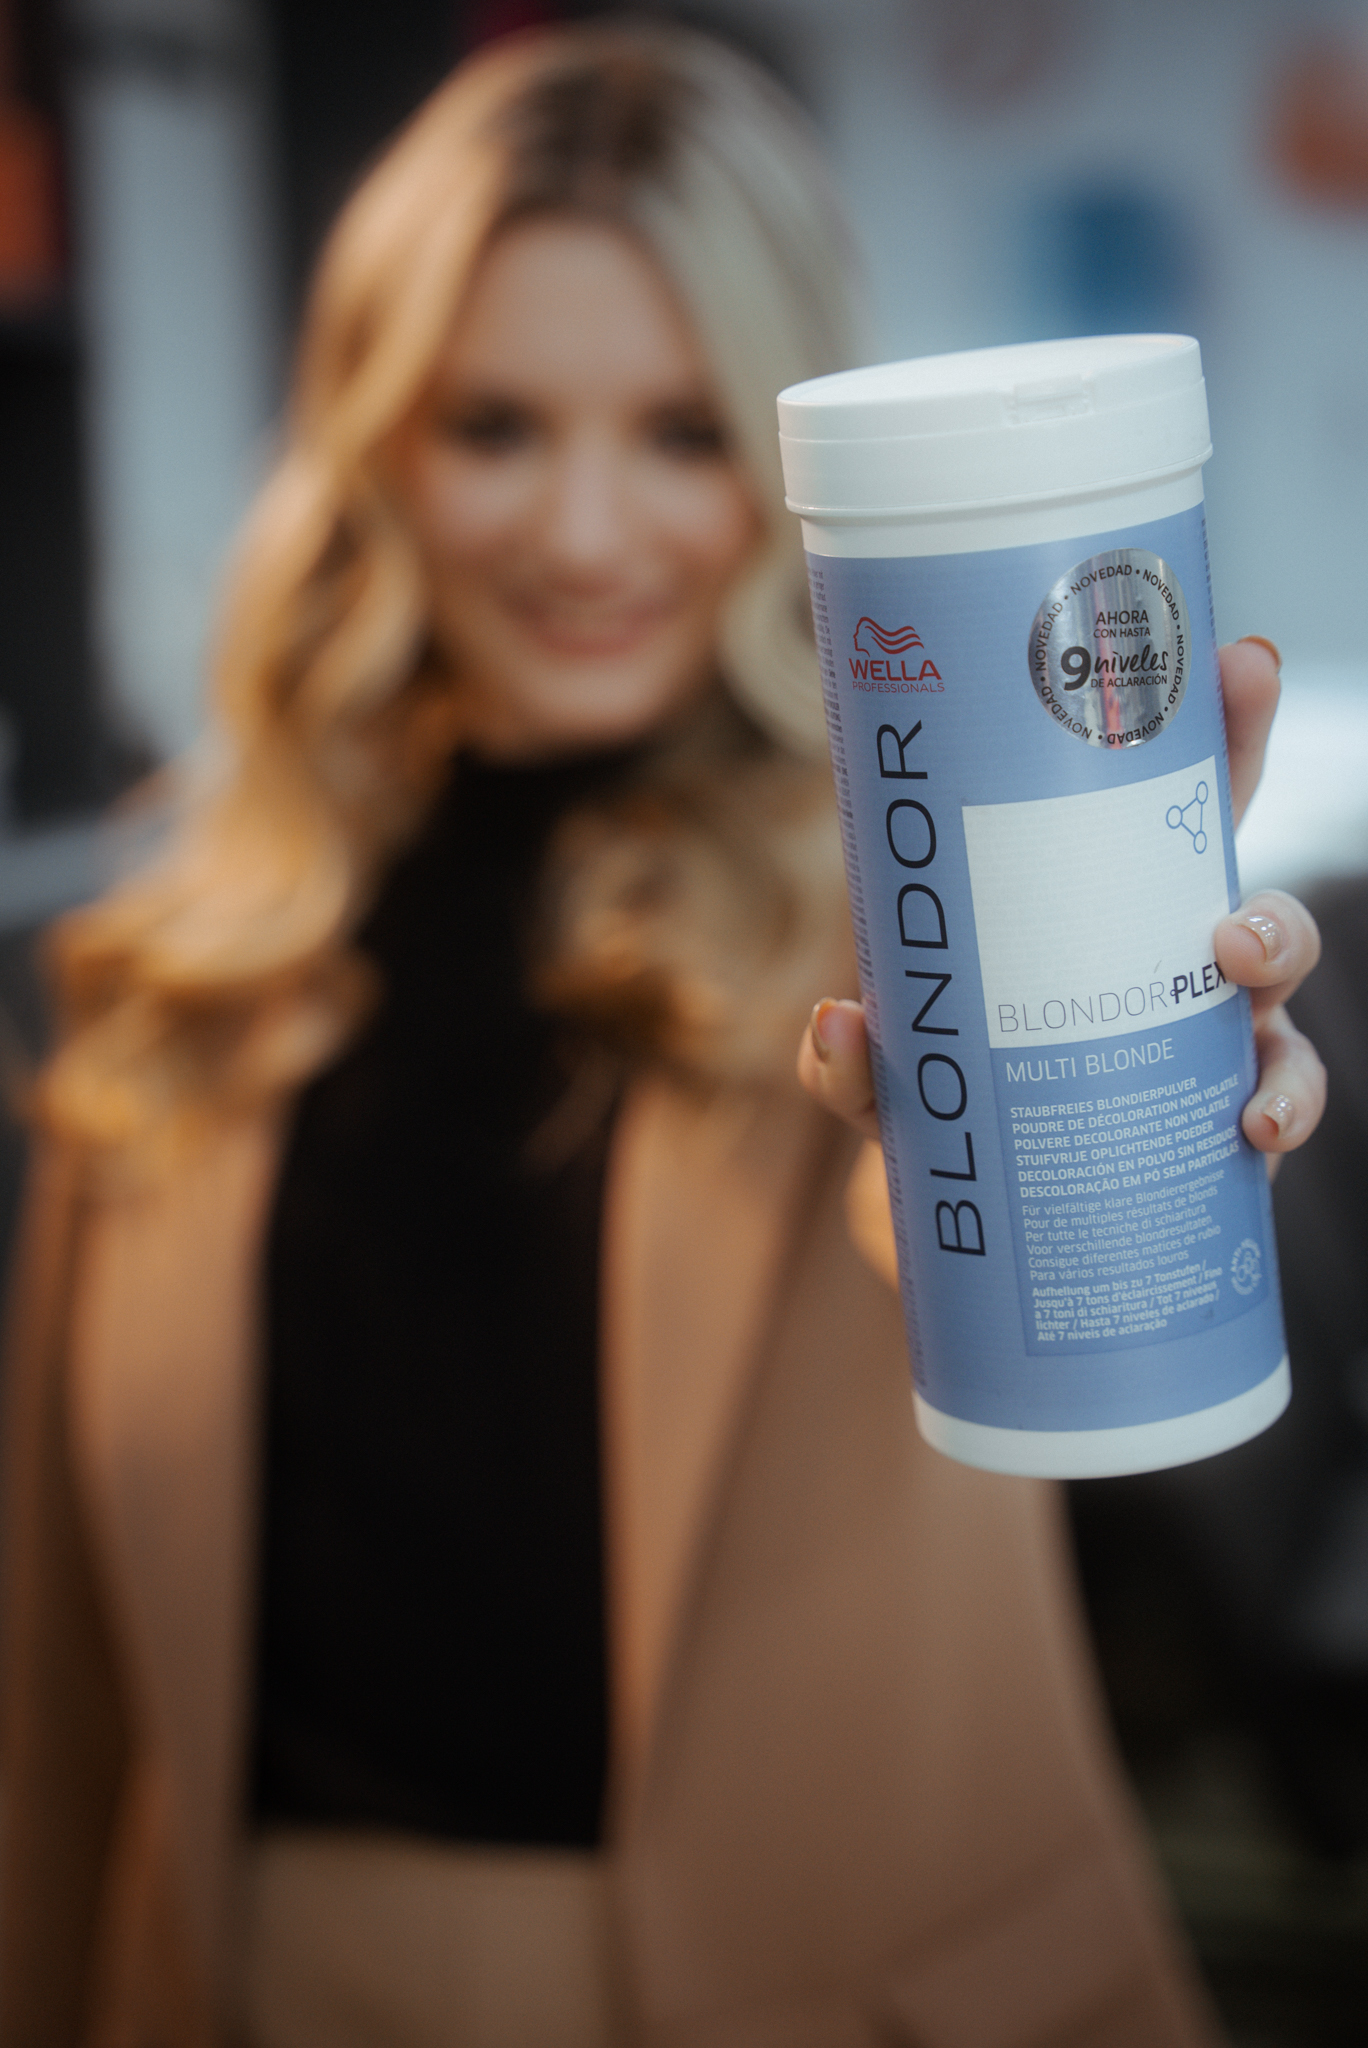 WELLA
PROFESSIONALS
BLONDOR
NOVEDAD • NOVEDAD • NOVEDAD • NOVEDAD • NOVEDAD • NOVEDAD •
AHORA
CON HASTA
9 niveles
DE ACLARACIÓN
BLONDORPLEX
MULTI BLONDE
STAUBFREIES BLONDIERPULVER
POUDRE DE DÉCOLORATION NON VOLATILE
POLVERE DECOLORANTE NON VOLATILE
STUIFVRIJE OPLICHTENDE POEDER
DECOLORACIÓN EN POLVO SIN RESIDUOS
DESCOLORAÇÃO EM PÓ SEM PARTÍCULAS
Für vielfältige klare Blondierergebnisse
Pour de multiples résultats de blonds
Per tutte le tecniche di schiaritura
Voor verschillende blondresultaten
Consigue diferentes matices de rubio
Para vários resultados louros
Aufhellung um bis zu 7 Tonstufen /
Jusqu'à 7 tons d'éclaircissement / Fino
a 7 toni di schiaritura / Tot 7 niveaus
lichter / Hasta 7 niveles de aclarado /
Até 7 níveis de aclaração